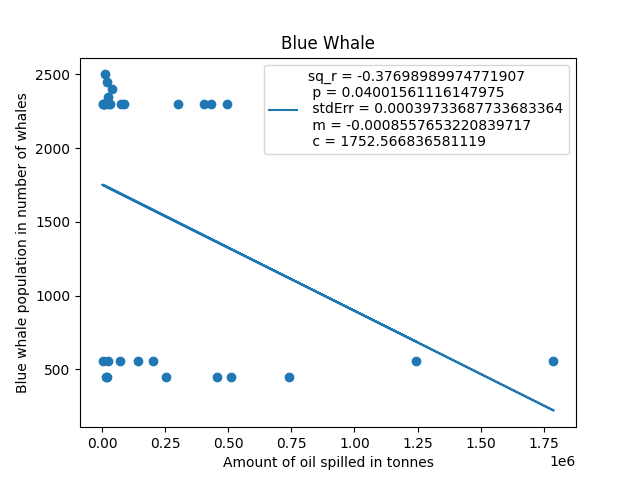 Blue Whale
sq_r = -0.37698989974771907
p = 0.04001561116147975
stdErr = 0.00039733687733683364
m = -0.0008557653220839717
c = 1752.566836581119
Blue whale population in number of whales
2500
2000
1500
1000
500
0.00 0.25 0.50 0.75 1.00 1.25 1.50 1.75
1e6
Amount of oil spilled in tonnes